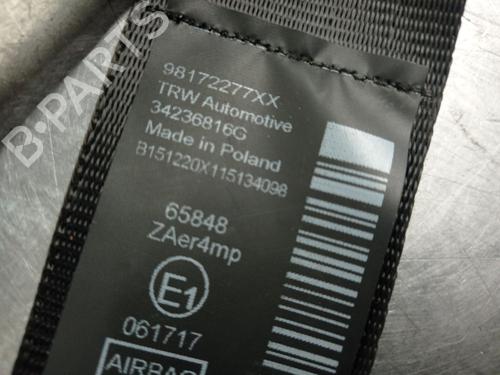 B-PARTS
98172277XX
TRW Automotive
34236816G
Made in Poland
B151220X115134098
65848
ZAer4mp
E1
061717
AIRBAG